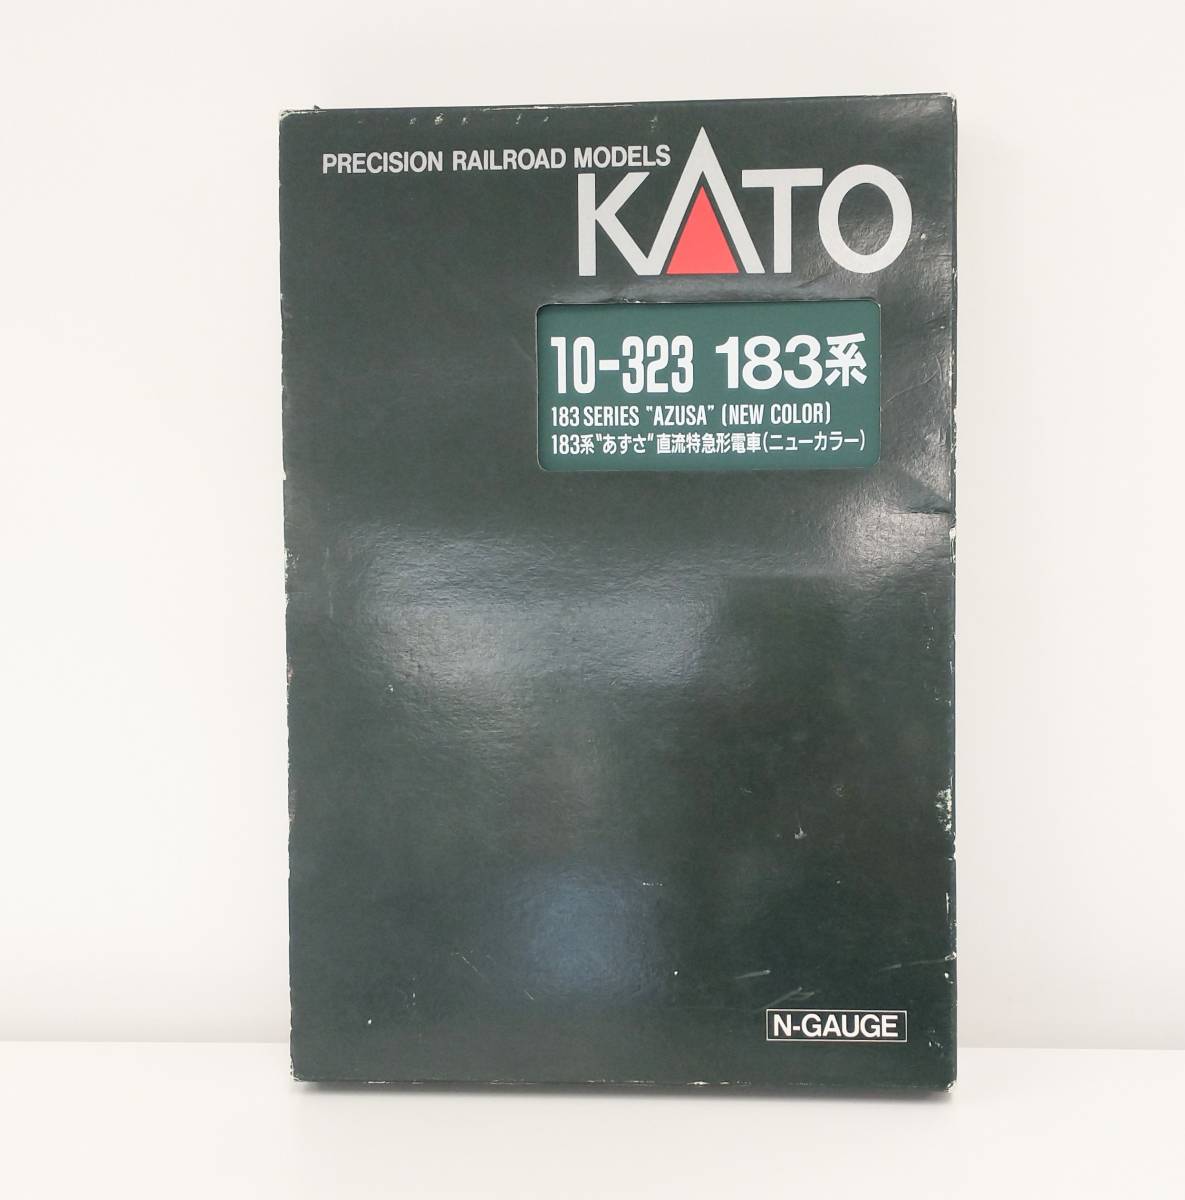 PRECISION RAILROAD MODELS
KATO
10-323 183系
183 SERIES "AZUSA" (NEW COLOR)
183系"あずさ"直流特急形電車(ニューカラー)
N-GAUGE